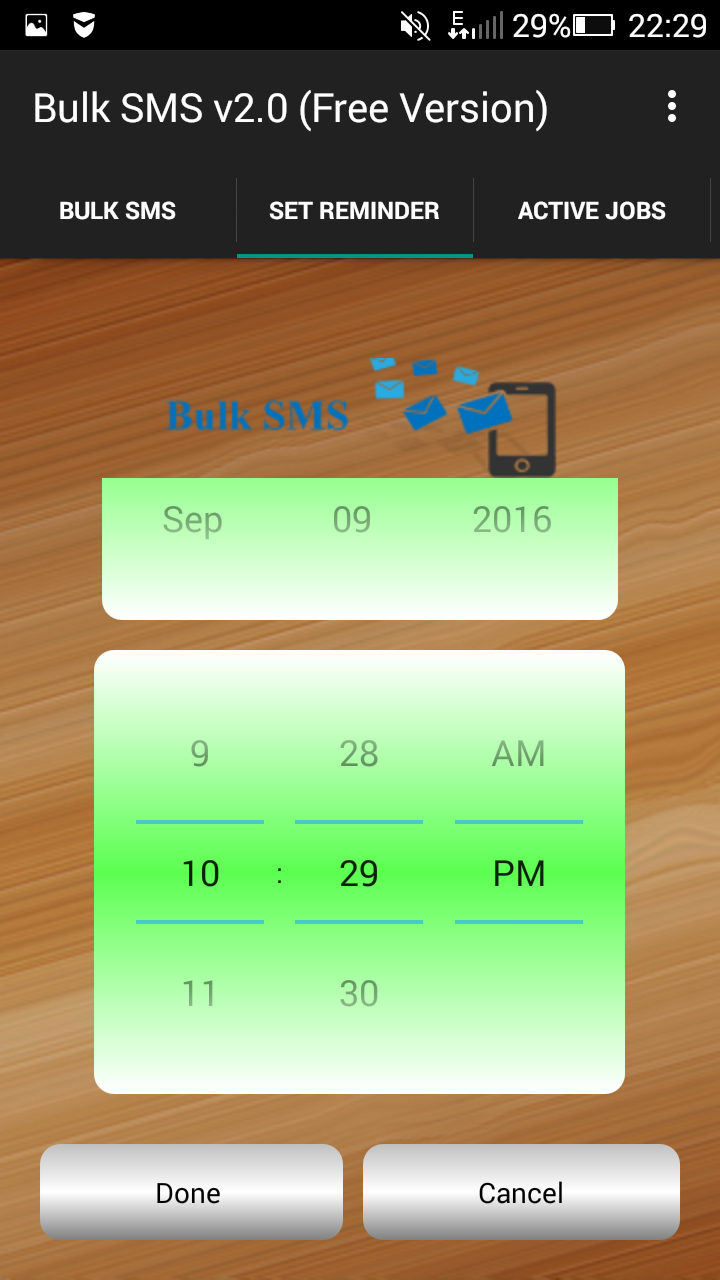 E 29% 22:29
Bulk SMS v2.0 (Free Version)
BULK SMS SET REMINDER ACTIVE JOBS
Bulk SMS
Sep 09 2016
9 28 AM
10 : 29 PM
11 30
Done Cancel